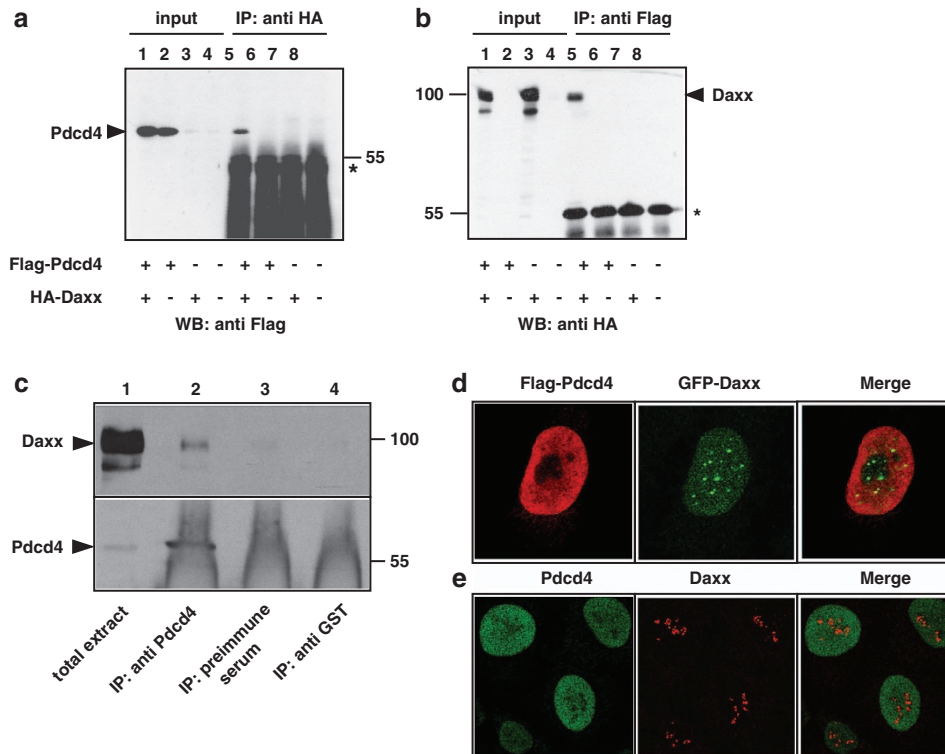 a
input
IP: anti HA
1 2 3 4 5 6 7 8
Pdcd4
55
*
Flag-Pdcd4 + + - - + + - -
HA-Daxx + - + - + - + -
WB: anti Flag
b
input
IP: anti Flag
1 2 3 4 5 6 7 8
100
Daxx
55
*
+ + - - + + - -
+ - + - + - + -
WB: anti HA
c
1 2 3 4
Daxx
100
Pdcd4
55
total extract
IP: anti Pdcd4
IP: preimmune
serum
IP: anti GST
d
Flag-Pdcd4 GFP-Daxx Merge
e
Pdcd4 Daxx Merge